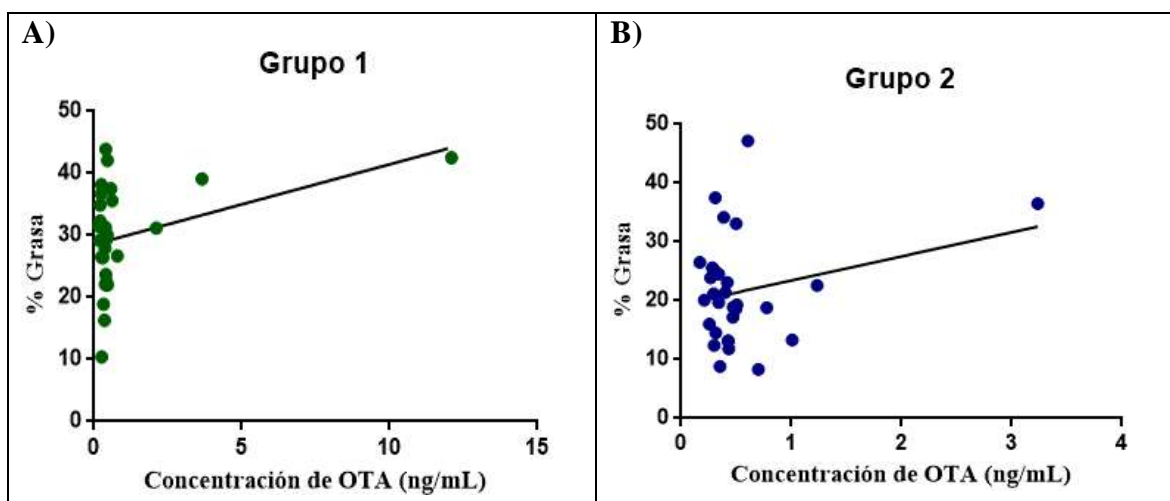 A)
Grupo 1
% Grasa
50
40
30
20
10
0
0 5 10 15
Concentración de OTA (ng/mL)
B)
Grupo 2
% Grasa
50
40
30
20
10
0
0 1 2 3 4
Concentración de OTA (ng/mL)